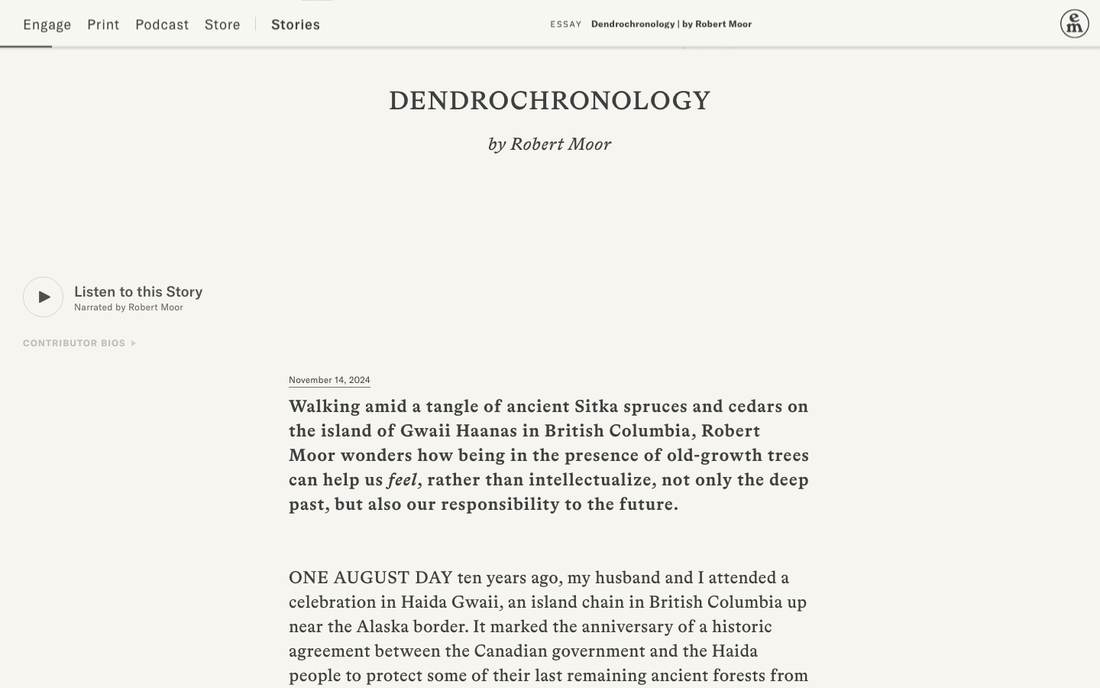 Engage Print Podcast Store Stories
ESSAY Dendrochronology | by Robert Moor
em
DENDROCHRONOLOGY
by Robert Moor
Listen to this Story
Narrated by Robert Moor
CONTRIBUTOR BIOS
November 14, 2024
Walking amid a tangle of ancient Sitka spruces and cedars on
the island of Gwaii Haanas in British Columbia, Robert
Moor wonders how being in the presence of old-growth trees
can help us feel, rather than intellectualize, not only the deep
past, but also our responsibility to the future.
ONE AUGUST DAY ten years ago, my husband and I attended a
celebration in Haida Gwaii, an island chain in British Columbia up
near the Alaska border. It marked the anniversary of a historic
agreement between the Canadian government and the Haida
people to protect some of their last remaining ancient forests from